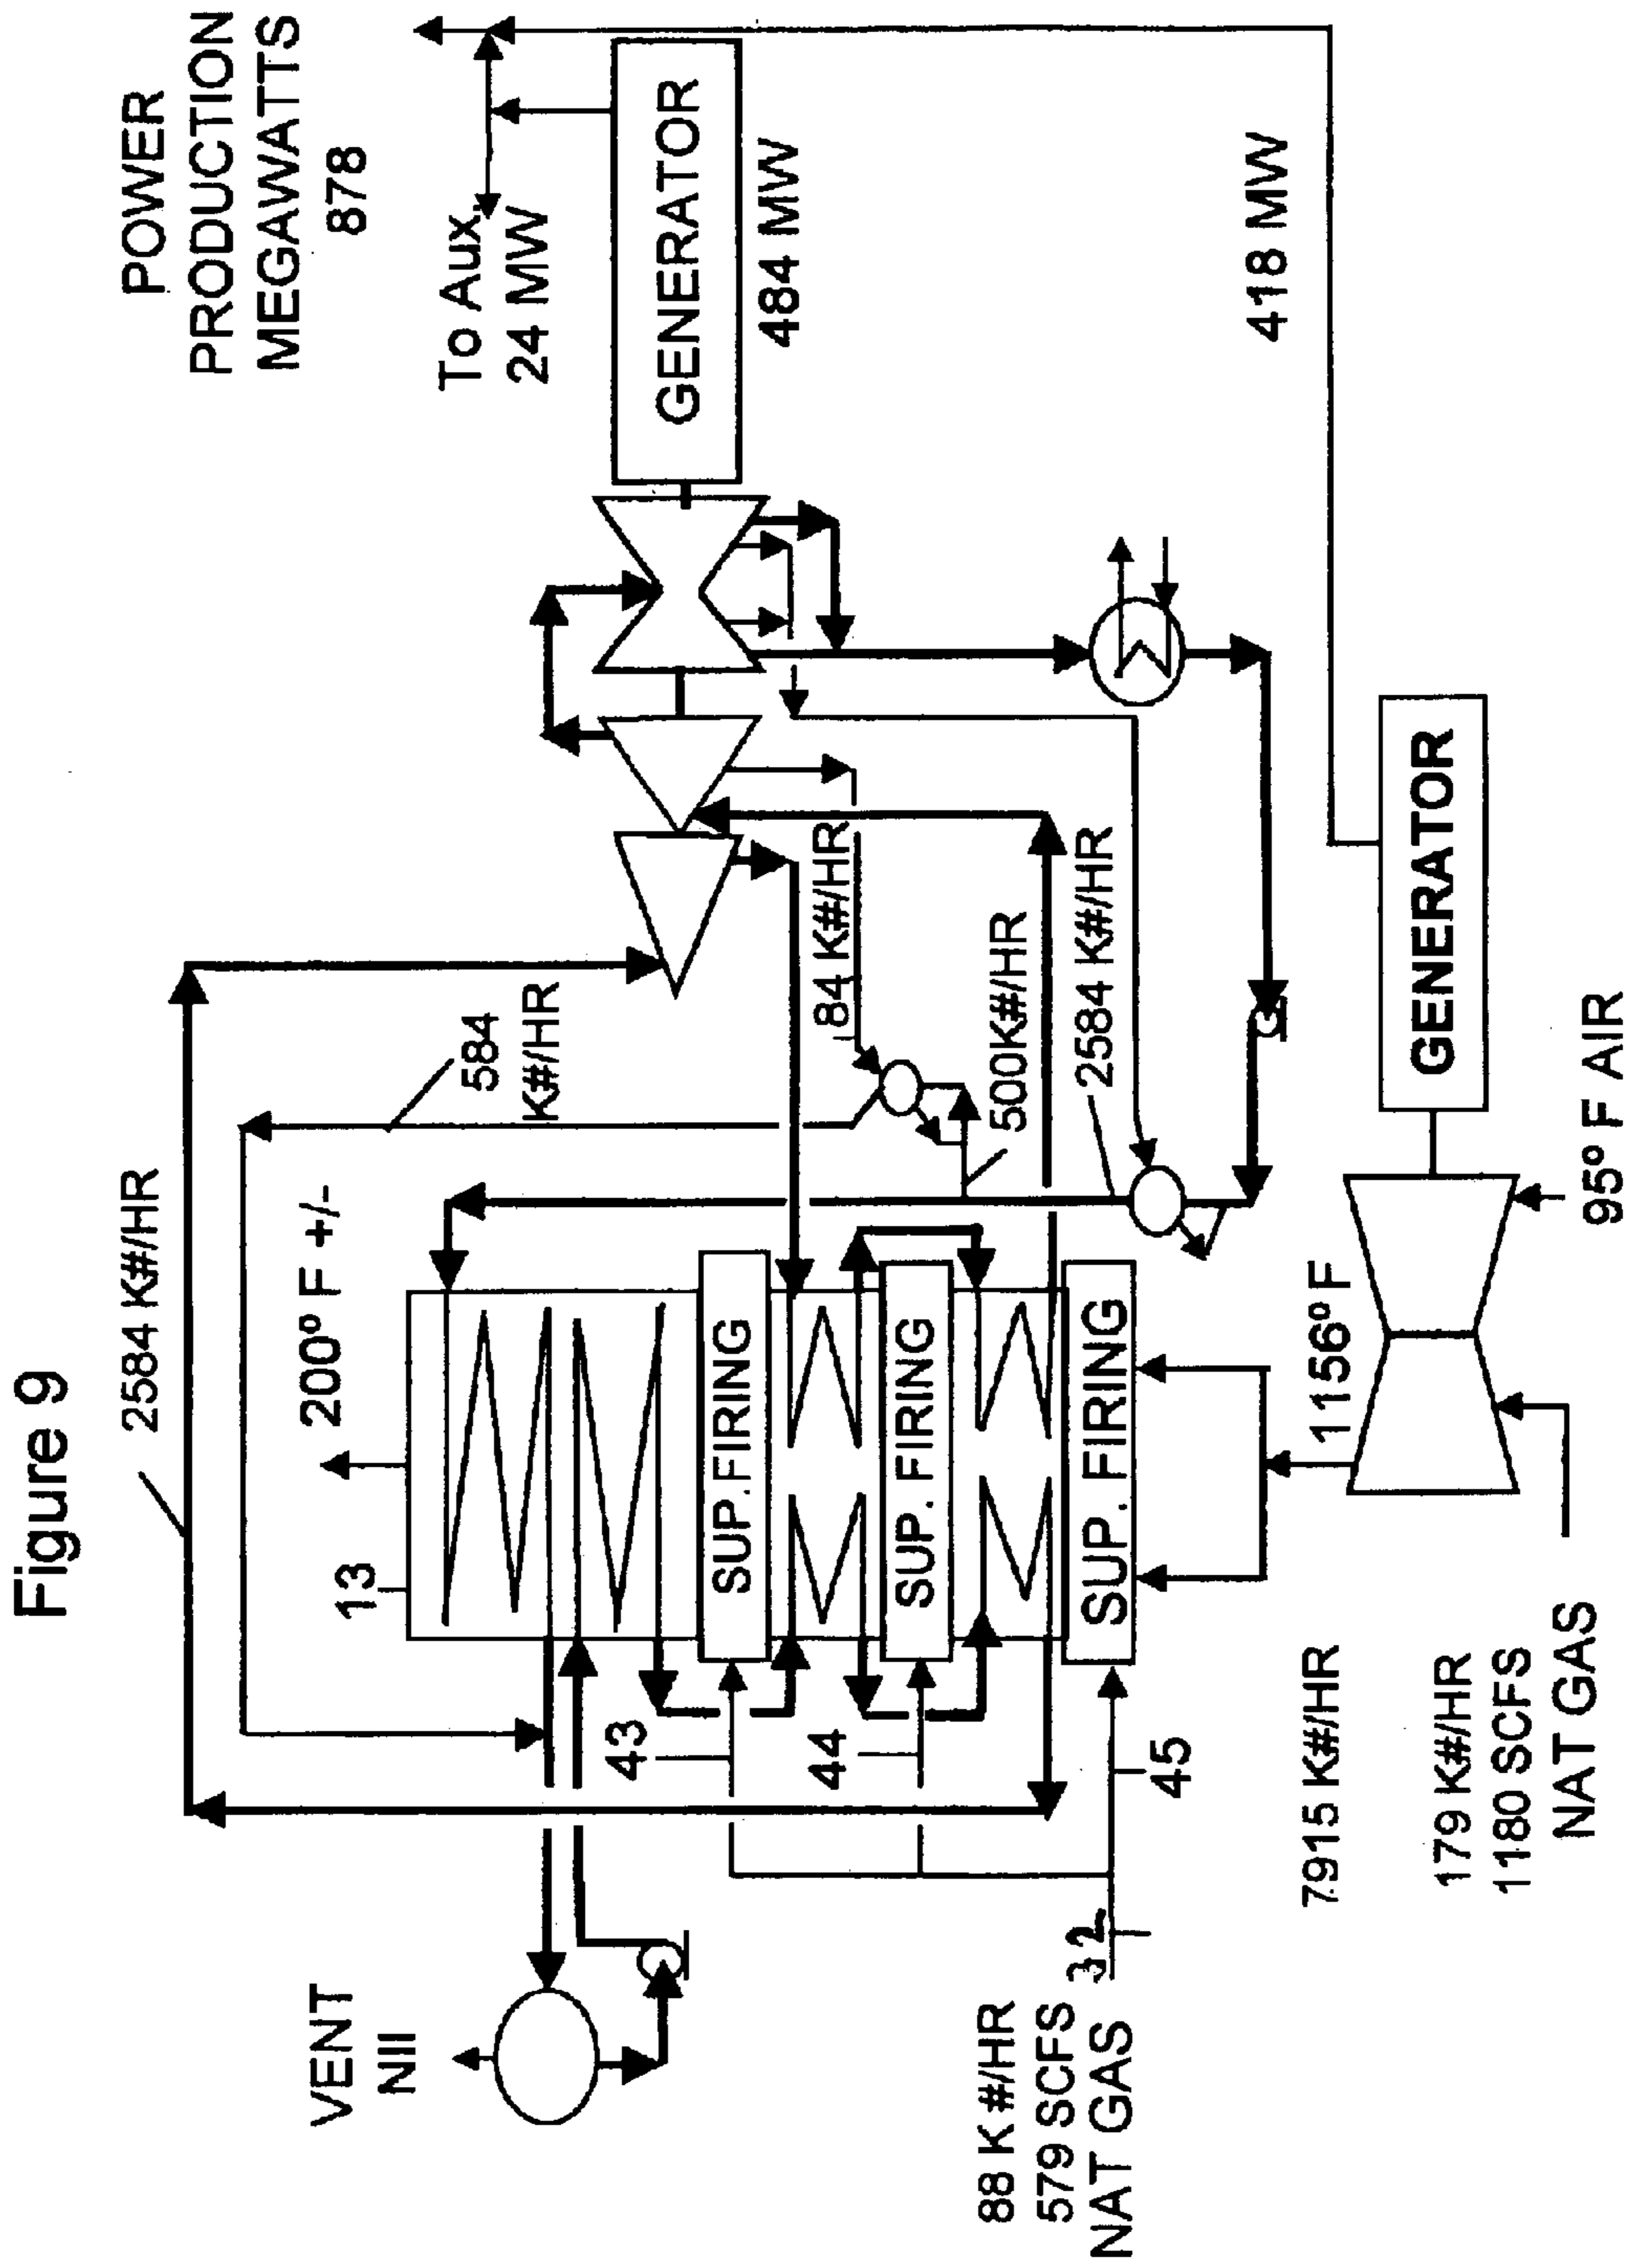 Figure 9
2584 K#/HR
200° F +/-
13
584
K#/HR
POWER
PRODUCTION
MEGAWATTS
878
To Aux.
24 MW
GENERATOR
484 MW
418 MW
84 K#/HR
500K#/HR
2584 K#/HR
VENT
NII
43
44
45
32
SUP.FIRING
SUP. FIRING
SUP. FIRING
88 K #/HR
579 SCFS
NAT GAS
7915 K#/HR
1156° F
179 K#/HR
1180 SCFS
NAT GAS
GENERATOR
95° F AIR